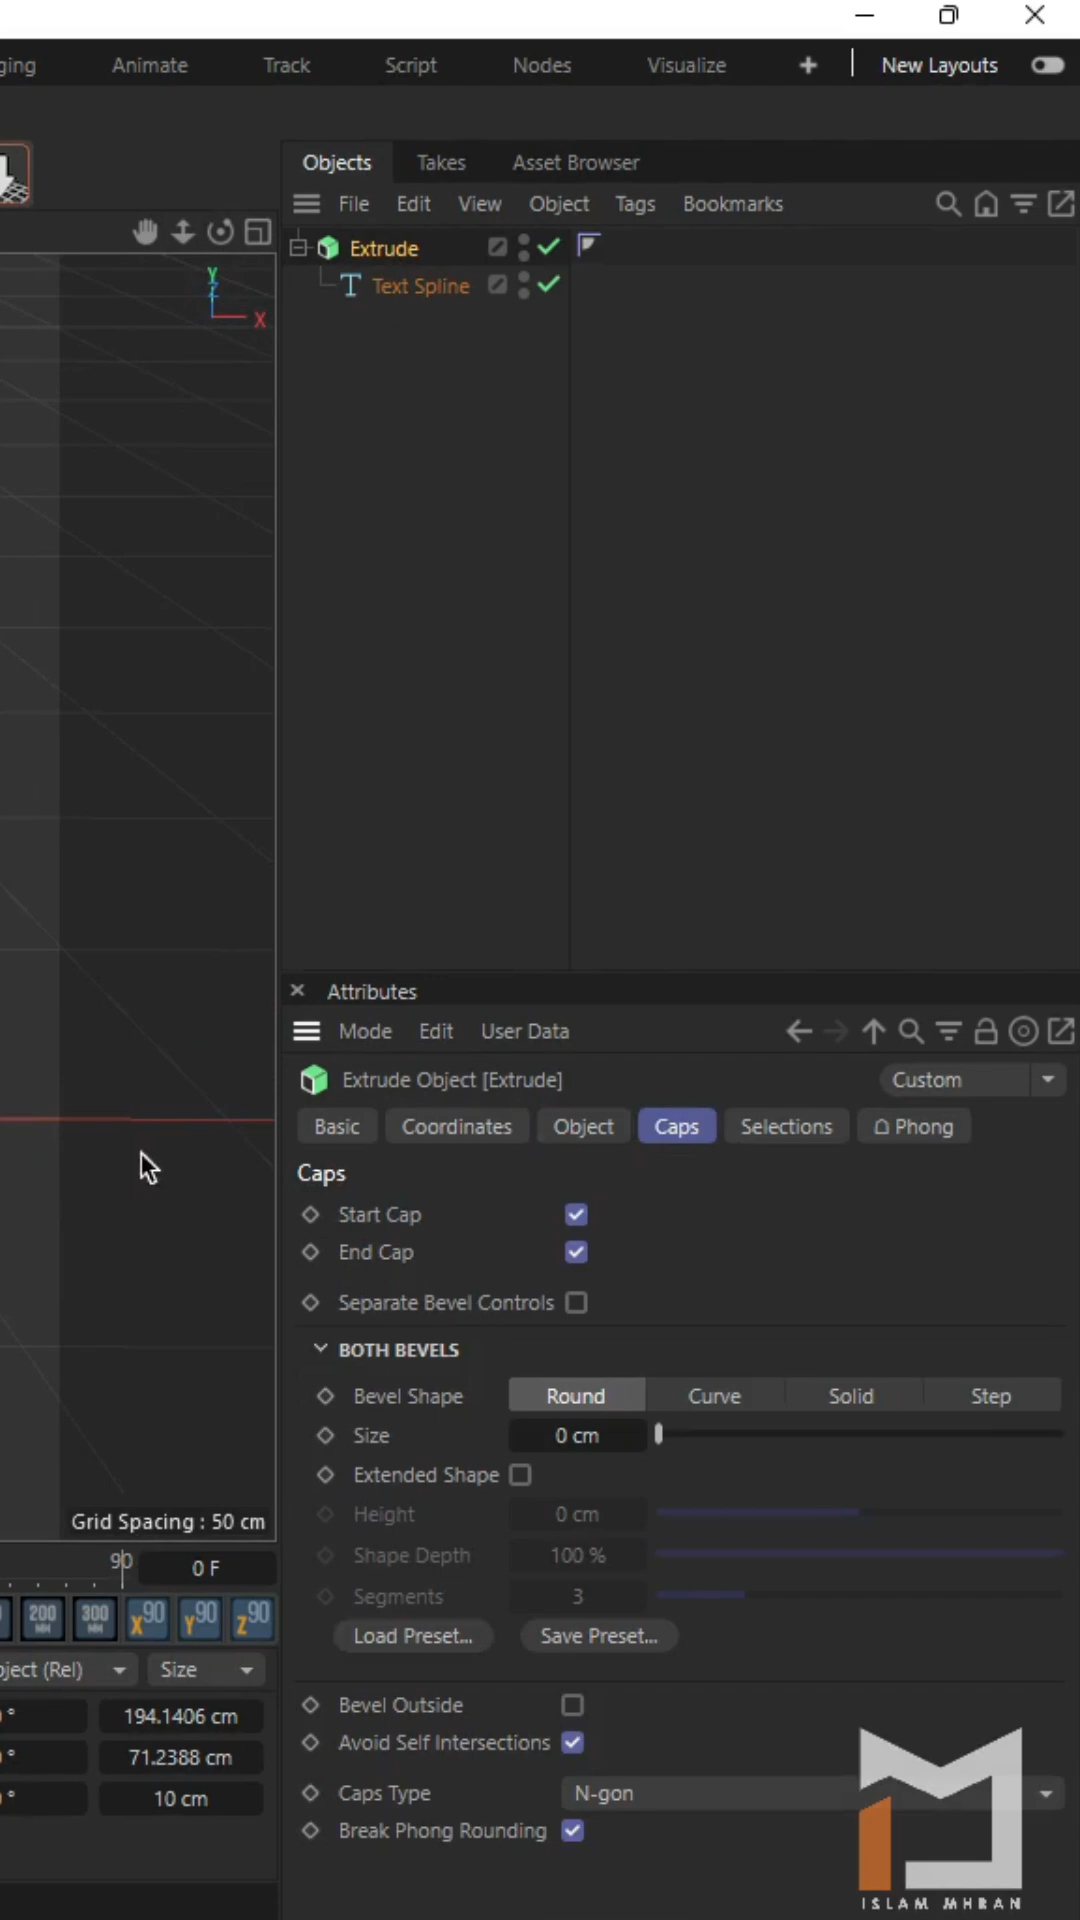 ging Animate Track Script Nodes Visualize + New Layouts
Objects Takes Asset Browser
File Edit View Object Tags Bookmarks
Extrude
Text Spline
Y
Z
X
Attributes
Mode Edit User Data
Extrude Object [Extrude] Custom
Basic Coordinates Object Caps Selections Phong
Caps
Start Cap
End Cap
Separate Bevel Controls
BOTH BEVELS
Bevel Shape Round Curve Solid Step
Size 0 cm
Extended Shape
Height 0 cm
Shape Depth 100 %
Segments 3
Load Preset... Save Preset...
Bevel Outside
Avoid Self Intersections
Caps Type N-gon
Break Phong Rounding
Grid Spacing : 50 cm
90 0 F
200 MM 300 MM X90 Y90 Z90
ject (Rel) Size
° 194.1406 cm
° 71.2388 cm
° 10 cm
ISLAM MHRAN